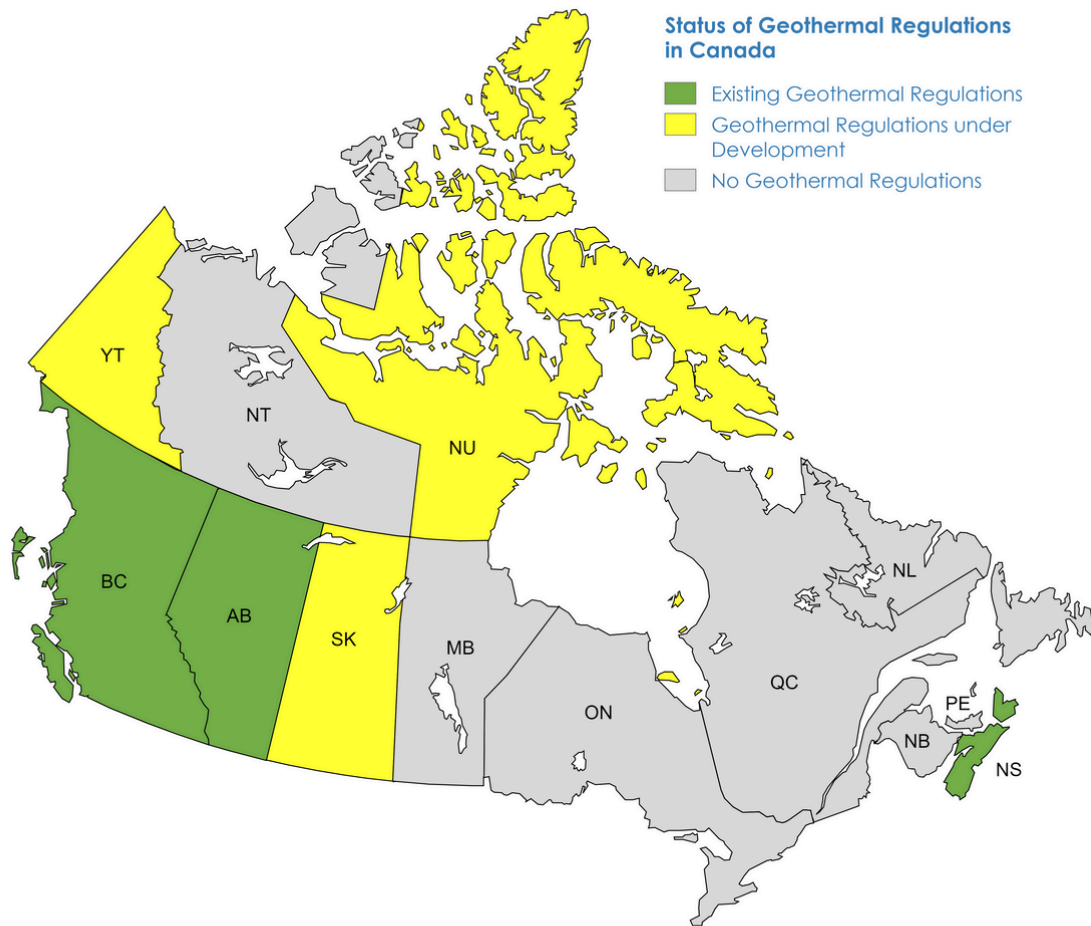 Status of Geothermal Regulations
in Canada
Existing Geothermal Regulations
Geothermal Regulations under
Development
No Geothermal Regulations
YT
NT
NU
BC
AB
SK
MB
ON
QC
NL
PE
NB
NS